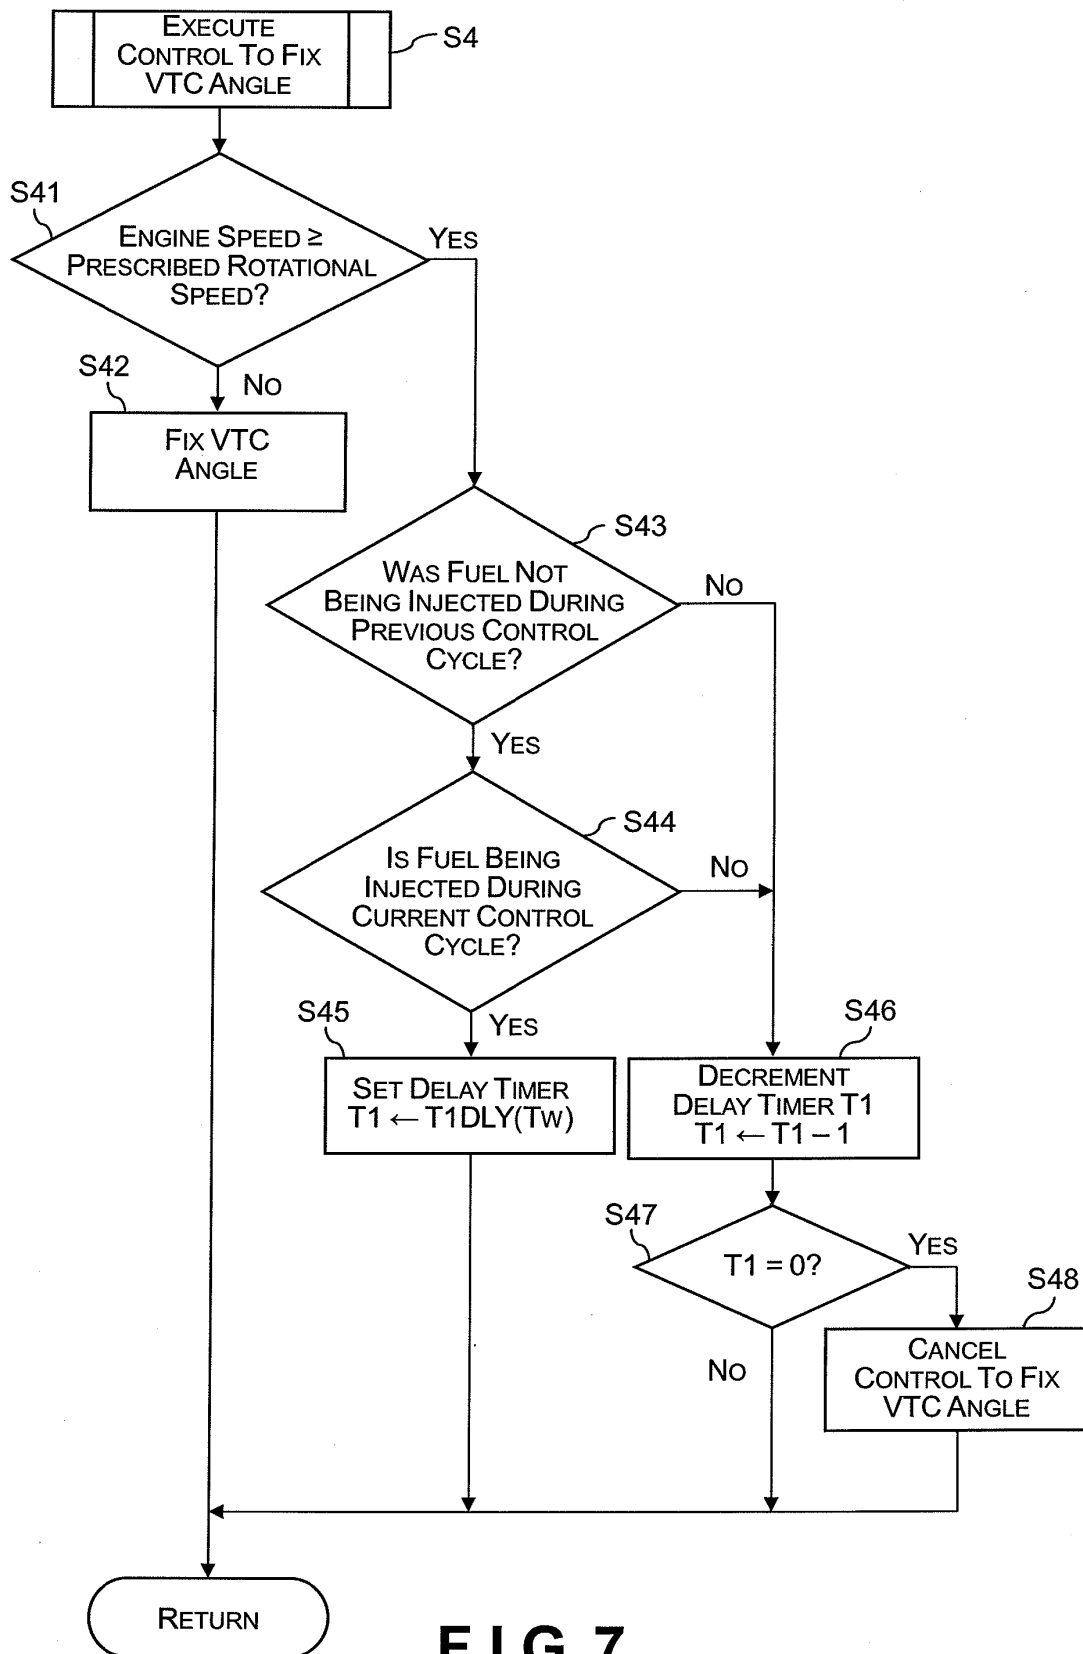 EXECUTE
CONTROL TO FIX
VTC ANGLE
S4
S41
ENGINE SPEED ≥
PRESCRIBED ROTATIONAL
SPEED?
YES
NO
S42
FIX VTC
ANGLE
S43
WAS FUEL NOT
BEING INJECTED DURING
PREVIOUS CONTROL
CYCLE?
NO
YES
S44
IS FUEL BEING
INJECTED DURING
CURRENT CONTROL
CYCLE?
NO
YES
S45
SET DELAY TIMER
T1 ← T1DLY(TW)
S46
DECREMENT
DELAY TIMER T1
T1 ← T1 – 1
S47
T1 = 0?
YES
NO
S48
CANCEL
CONTROL TO FIX
VTC ANGLE
RETURN
FIG. 7